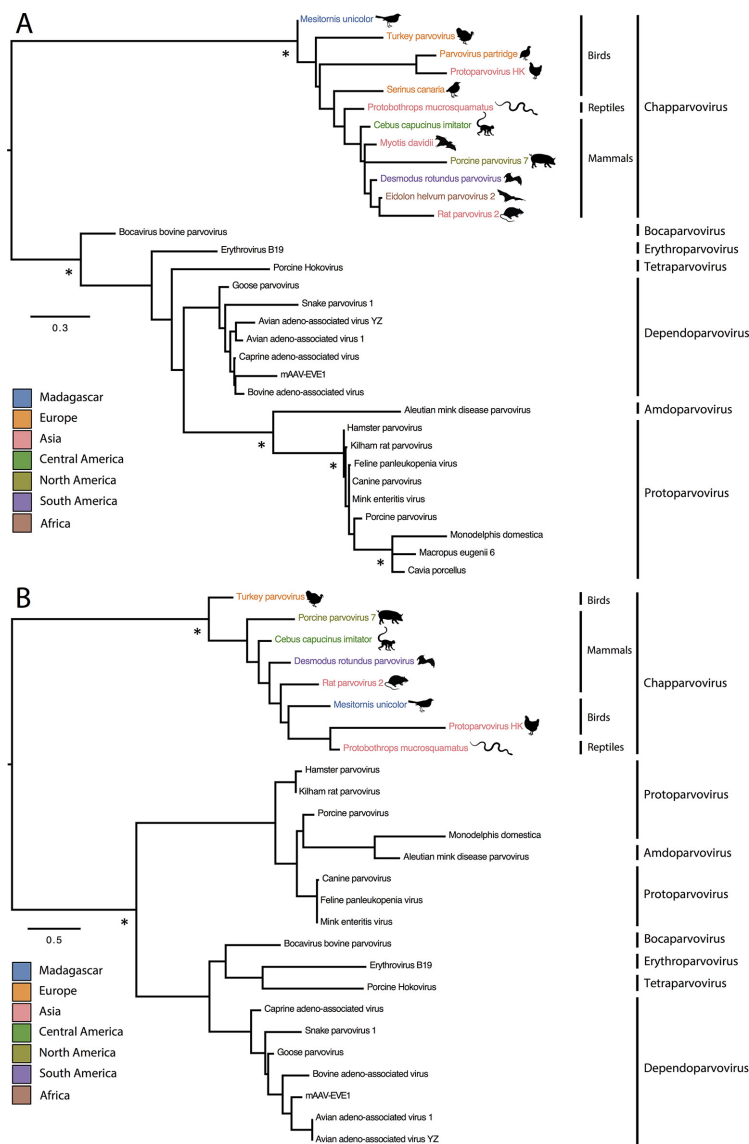 A
Mesitornis unicolor
Turkey parvovirus
Parvovirus partridge
Protoparvovirus HK
Serinus canaria
Protobothrops mucrosquamatus
Cebus capucinus imitator
Myotis davidii
Porcine parvovirus 7
Desmodus rotundus parvovirus
Eidolon helvum parvovirus 2
Rat parvovirus 2
Birds
Reptiles
Mammals
Chapparvovirus
Bocavirus bovine parvovirus
Bocaparvovirus
Erythrovirus B19
Erythroparvovirus
Porcine Hokovirus
Tetraparvovirus
Goose parvovirus
Snake parvovirus 1
Avian adeno-associated virus YZ
Avian adeno-associated virus 1
Caprine adeno-associated virus
mAAV-EVE1
Bovine adeno-associated virus
Dependoparvovirus
Aleutian mink disease parvovirus
Amdoparvovirus
Hamster parvovirus
Kilham rat parvovirus
Feline panleukopenia virus
Canine parvovirus
Mink enteritis virus
Porcine parvovirus
Monodelphis domestica
Macropus eugenii 6
Cavia porcellus
Protoparvovirus
* * * * *
0.3
Madagascar
Europe
Asia
Central America
North America
South America
Africa
B
Turkey parvovirus
Porcine parvovirus 7
Cebus capucinus imitator
Desmodus rotundus parvovirus
Rat parvovirus 2
Mesitornis unicolor
Protoparvovirus HK
Protobothrops mucrosquamatus
Birds
Mammals
Birds
Reptiles
Chapparvovirus
Hamster parvovirus
Kilham rat parvovirus
Porcine parvovirus
Protoparvovirus
Monodelphis domestica
Aleutian mink disease parvovirus
Amdoparvovirus
Canine parvovirus
Feline panleukopenia virus
Mink enteritis virus
Protoparvovirus
Bocavirus bovine parvovirus
Bocaparvovirus
Erythrovirus B19
Erythroparvovirus
Porcine Hokovirus
Tetraparvovirus
Caprine adeno-associated virus
Snake parvovirus 1
Goose parvovirus
Bovine adeno-associated virus
mAAV-EVE1
Avian adeno-associated virus 1
Avian adeno-associated virus YZ
Dependoparvovirus
* *
0.5
Madagascar
Europe
Asia
Central America
North America
South America
Africa